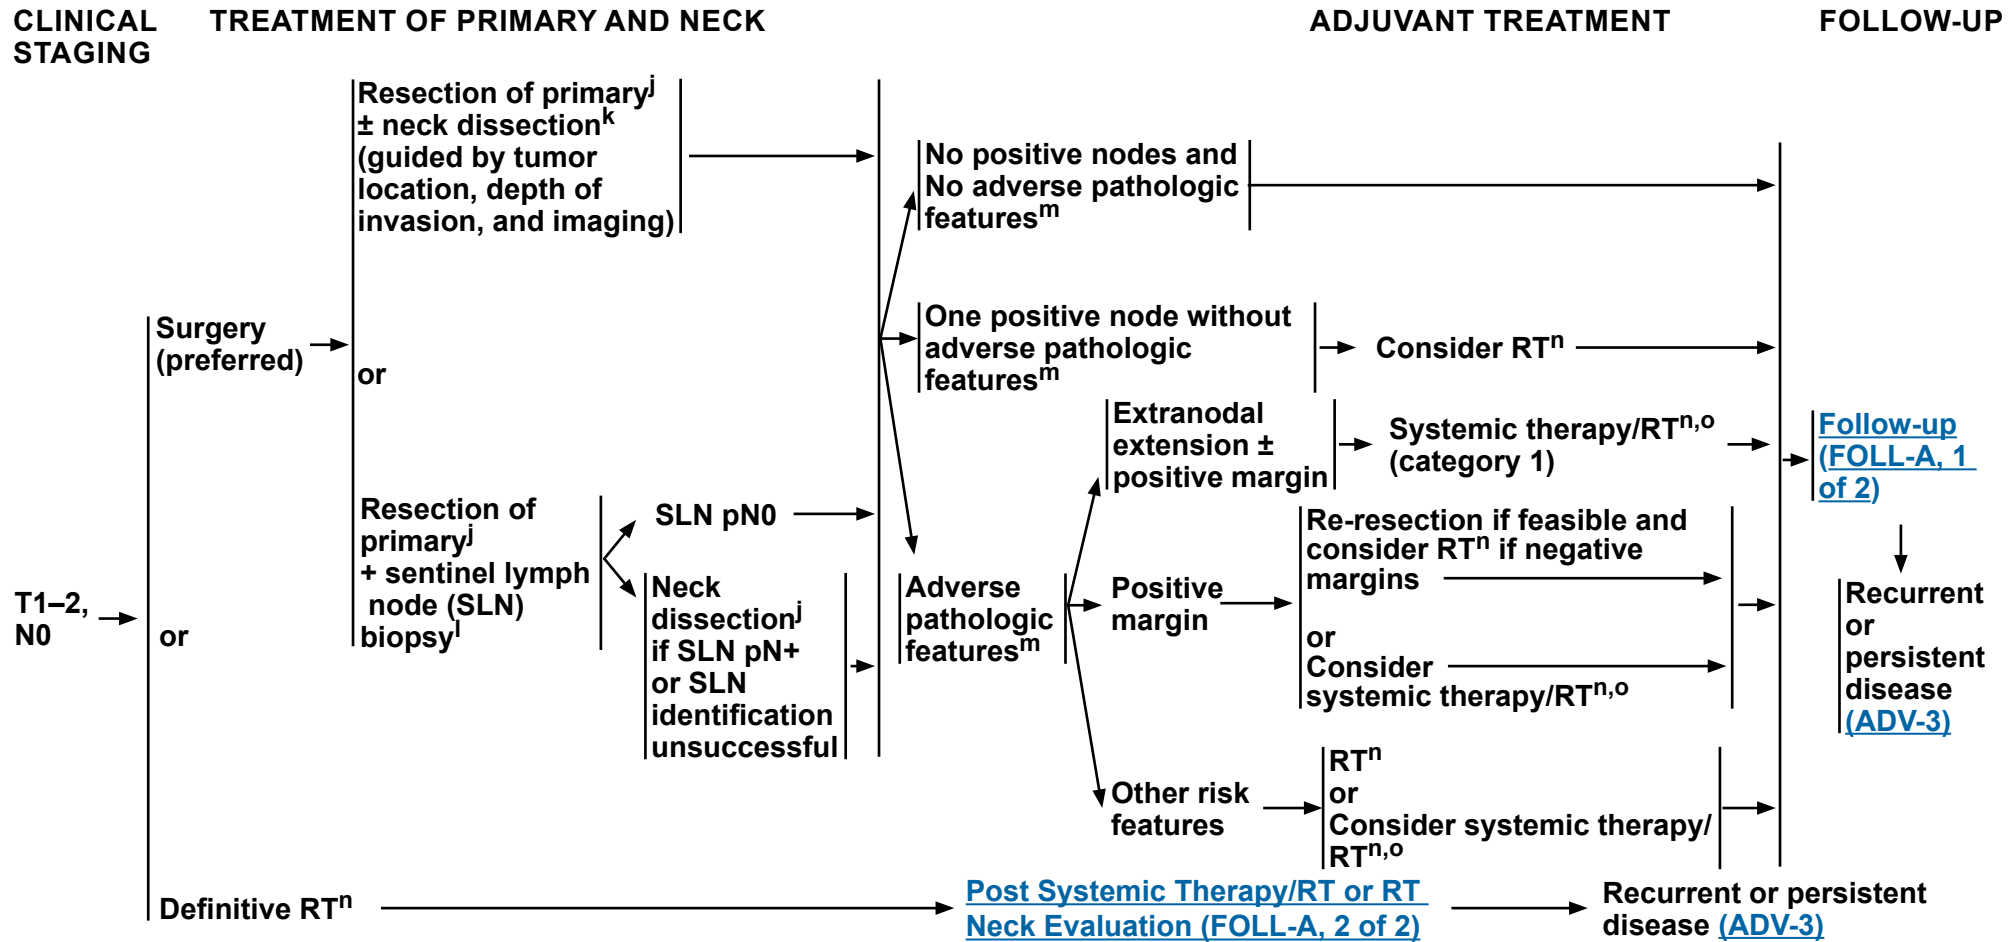 CLINICAL
STAGING
TREATMENT OF PRIMARY AND NECK
ADJUVANT TREATMENT
FOLLOW-UP
T1–2,
N0
Surgery
(preferred)
or
Definitive RTn
Resection of primaryj
± neck dissectionk
(guided by tumor
location, depth of
invasion, and imaging)
or
Resection of
primaryj
+ sentinel lymph
node (SLN)
biopsyl
SLN pN0
Neck
dissectionj
if SLN pN+
or SLN
identification
unsuccessful
No positive nodes and
No adverse pathologic
featuresm
One positive node without
adverse pathologic
featuresm
Consider RTn
Adverse
pathologic
featuresm
Extranodal
extension ±
positive margin
Systemic therapy/RTn,o
(category 1)
Positive
margin
Re-resection if feasible and
consider RTn if negative
margins
or
Consider
systemic therapy/RTn,o
Other risk
features
RTn
or
Consider systemic therapy/
RTn,o
Follow-up
(FOLL-A, 1
of 2)
Recurrent
or
persistent
disease
(ADV-3)
Post Systemic Therapy/RT or RT
Neck Evaluation (FOLL-A, 2 of 2)
Recurrent or persistent
disease (ADV-3)